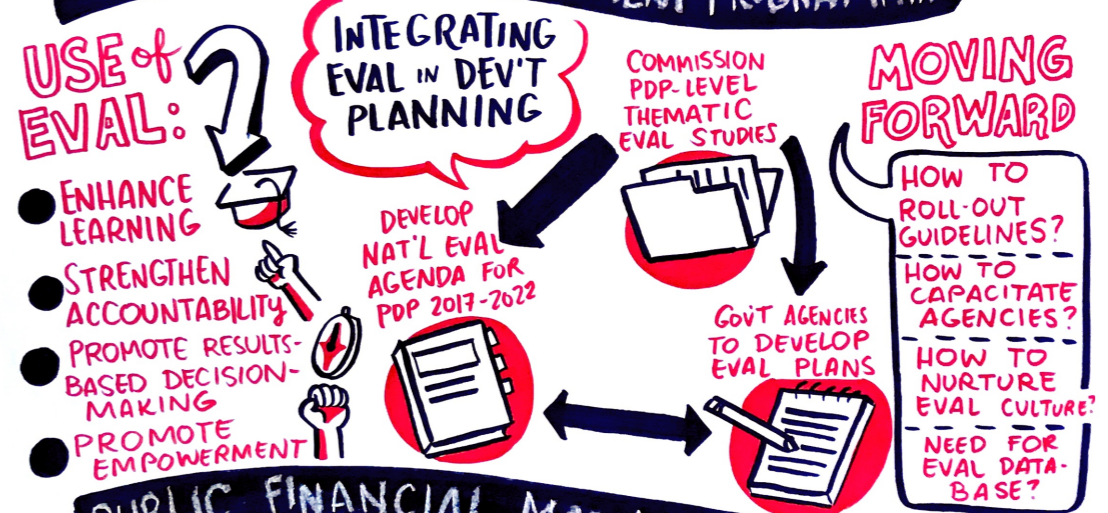 USE of
EVAL:
ENHANCE
LEARNING
STRENGTHEN
ACCOUNTABILITY
PROMOTE RESULTS-
BASED DECISION-
MAKING
PROMOTE
EMPOWERMENT
INTEGRATING
EVAL IN DEV'T
PLANNING
DEVELOP
NAT'L EVAL
AGENDA FOR
PDP 2017-2022
COMMISSION
PDP-LEVEL
THEMATIC
EVAL STUDIES
GOV'T AGENCIES
TO DEVELOP
EVAL PLANS
MOVING
FORWARD
HOW TO
ROLL-OUT
GUIDELINES?
HOW TO
CAPACITATE
AGENCIES?
HOW TO
NURTURE
EVAL CULTURE?
NEED FOR
EVAL DATA-
BASE?
PUBLIC FINANCIAL